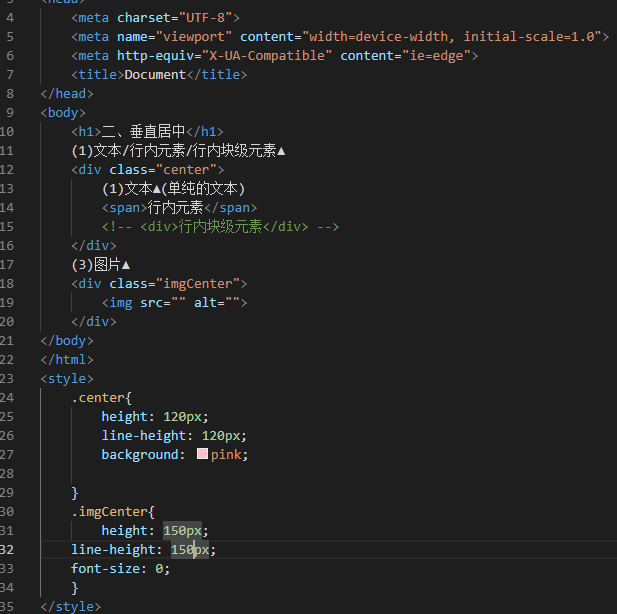 3 <head>
4 <meta charset="UTF-8">
5 <meta name="viewport" content="width=device-width, initial-scale=1.0">
6 <meta http-equiv="X-UA-Compatible" content="ie=edge">
7 <title>Document</title>
8 </head>
9 <body>
10 <h1>二、垂直居中</h1>
11 (1)文本/行内元素/行内块级元素▲
12 <div class="center">
13 (1)文本▲(单纯的文本)
14 <span>行内元素</span>
15 <!-- <div>行内块级元素</div> -->
16 </div>
17 (3)图片▲
18 <div class="imgCenter">
19 <img src="" alt="">
20 </div>
21 </body>
22 </html>
23 <style>
24 .center{
25 height: 120px;
26 line-height: 120px;
27 background: pink;
28
29 }
30 .imgCenter{
31 height: 150px;
32 line-height: 150px;
33 font-size: 0;
34 }
35 </style>